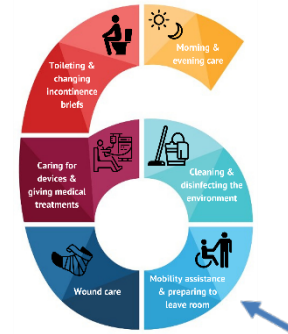 Morning &
evening care
Toileting &
changing
incontinence
briefs
Caring for
devices &
giving medical
treatments
Cleaning &
disinfecting the
environment
Wound care
Mobility assistance
& preparing to
leave room